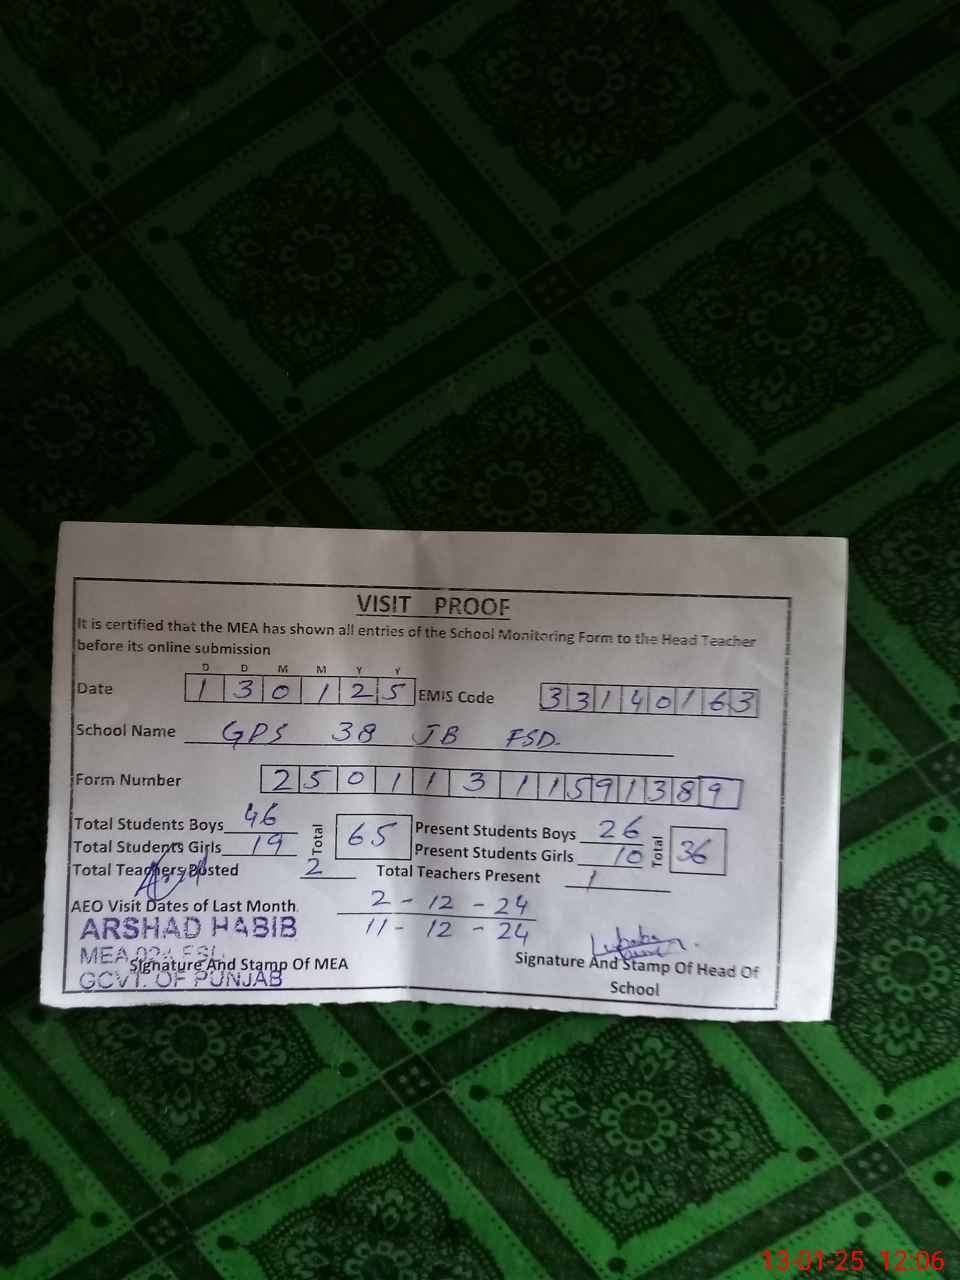 VISIT PROOF
It is certified that the MEA has shown all entries of the School Monitoring Form to the Head Teacher
before its online submission
D D M M Y Y
Date 1 3 0 1 2 5 EMIS Code 3 3 1 4 0 1 6 3
School Name GPS 38 JB FSD.
Form Number 2 5 0 1 1 3 1 1 5 9 1 3 8 9
Total Students Boys 46 Total 65 Present Students Boys 26 Total 36
Total Students Girls 19 Present Students Girls 10
Total Teachers Posted 2 Total Teachers Present 1
AEO Visit Dates of Last Month 2 - 12 - 24
11 - 12 - 24
ARSHAD HABIB
MEA
Signature And Stamp Of MEA
GOVT. OF PUNJAB
Signature And Stamp Of Head Of
School
13-01-25 12:06